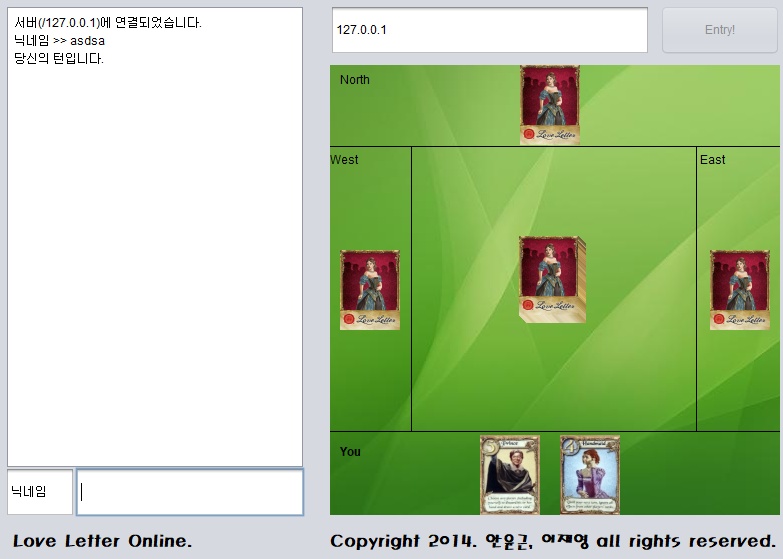 서버(/127.0.0.1)에 연결되었습니다.
닉네임 >> asdsa
당신의 턴입니다.
127.0.0.1
Entry!
North
Love Letter
West
East
Love Letter
Love Letter
Love Letter
You
5 Prince
4 Handmaid
닉네임
Love Letter Online.
Copyright 2014. 안윤근, 이재영 all rights reserved.